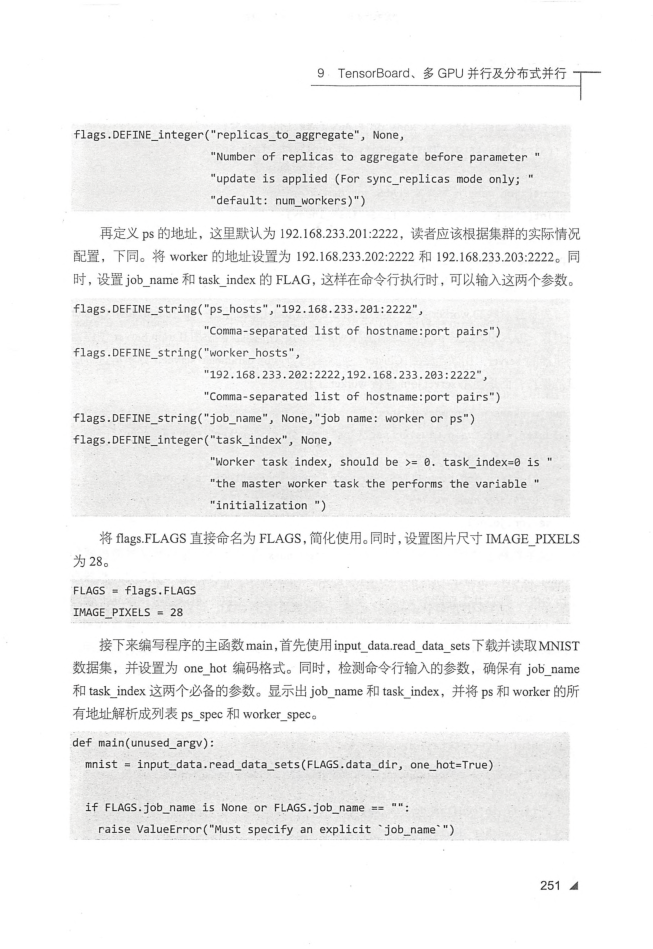 9 TensorBoard、多 GPU 并行及分布式并行
flags.DEFINE_integer("replicas_to_aggregate", None,
"Number of replicas to aggregate before parameter "
"update is applied (For sync_replicas mode only; "
"default: num_workers)")
再定义 ps 的地址，这里默认为 192.168.233.201:2222，读者应该根据集群的实际情况
配置，下同。将 worker 的地址设置为 192.168.233.202:2222 和 192.168.233.203:2222。同
时，设置 job_name 和 task_index 的 FLAG，这样在命令行执行时，可以输入这两个参数。
flags.DEFINE_string("ps_hosts","192.168.233.201:2222",
"Comma-separated list of hostname:port pairs")
flags.DEFINE_string("worker_hosts",
"192.168.233.202:2222,192.168.233.203:2222",
"Comma-separated list of hostname:port pairs")
flags.DEFINE_string("job_name", None,"job name: worker or ps")
flags.DEFINE_integer("task_index", None,
"Worker task index, should be >= 0. task_index=0 is "
"the master worker task the performs the variable "
"initialization ")
将 flags.FLAGS 直接命名为 FLAGS，简化使用。同时，设置图片尺寸 IMAGE_PIXELS
为 28。
FLAGS = flags.FLAGS
IMAGE_PIXELS = 28
接下来编写程序的主函数 main，首先使用 input_data.read_data_sets 下载并读取 MNIST
数据集，并设置为 one_hot 编码格式。同时，检测命令行输入的参数，确保有 job_name
和 task_index 这两个必备的参数。显示出 job_name 和 task_index，并将 ps 和 worker 的所
有地址解析成列表 ps_spec 和 worker_spec。
def main(unused_argv):
mnist = input_data.read_data_sets(FLAGS.data_dir, one_hot=True)
if FLAGS.job_name is None or FLAGS.job_name == "":
raise ValueError("Must specify an explicit `job_name`")
251